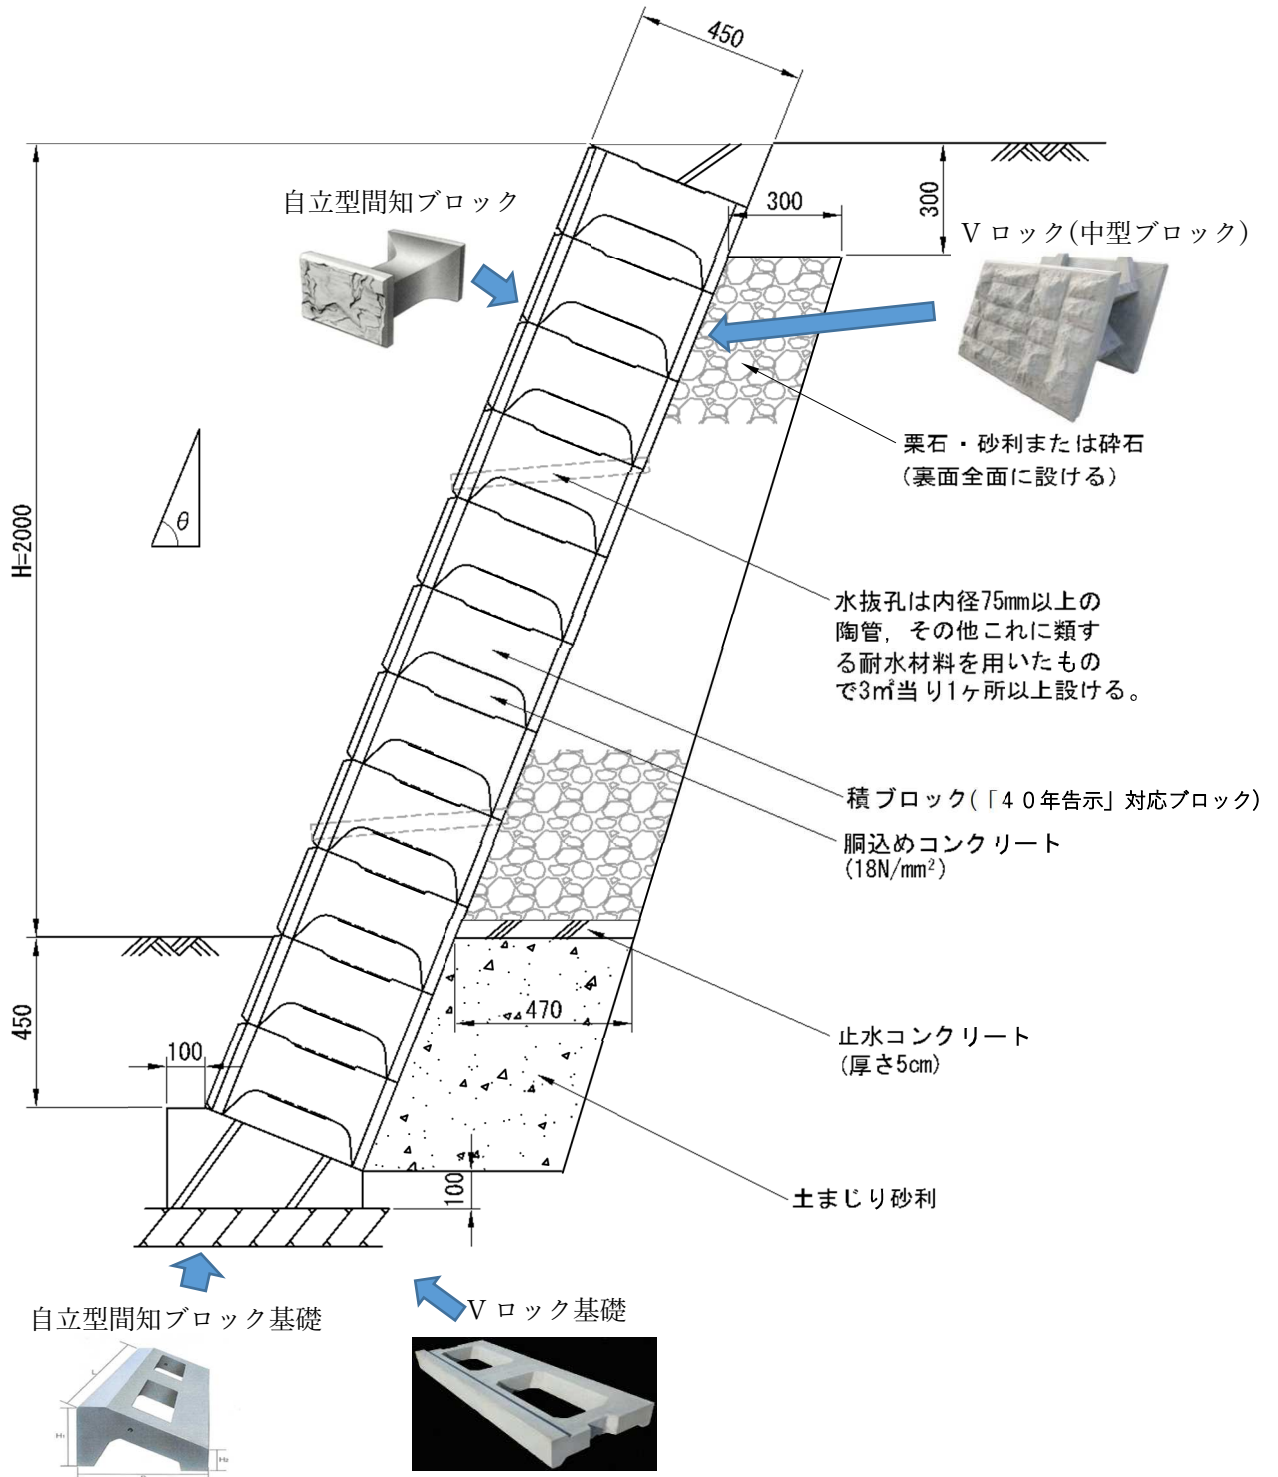 450
自立型間知ブロック
300
300
Vロック(中型ブロック)
栗石・砂利または砕石
(裏面全面に設ける)
θ
H=2000
水抜孔は内径75mm以上の
陶管，その他これに類す
る耐水材料を用いたもの
で3㎡当り1ヶ所以上設ける。
積ブロック(「４０年告示」対応ブロック)
胴込めコンクリート
(18N/mm²)
450
470
100
止水コンクリート
(厚さ5cm)
100
土まじり砂利
自立型間知ブロック基礎
Vロック基礎
L
H₁
H₂